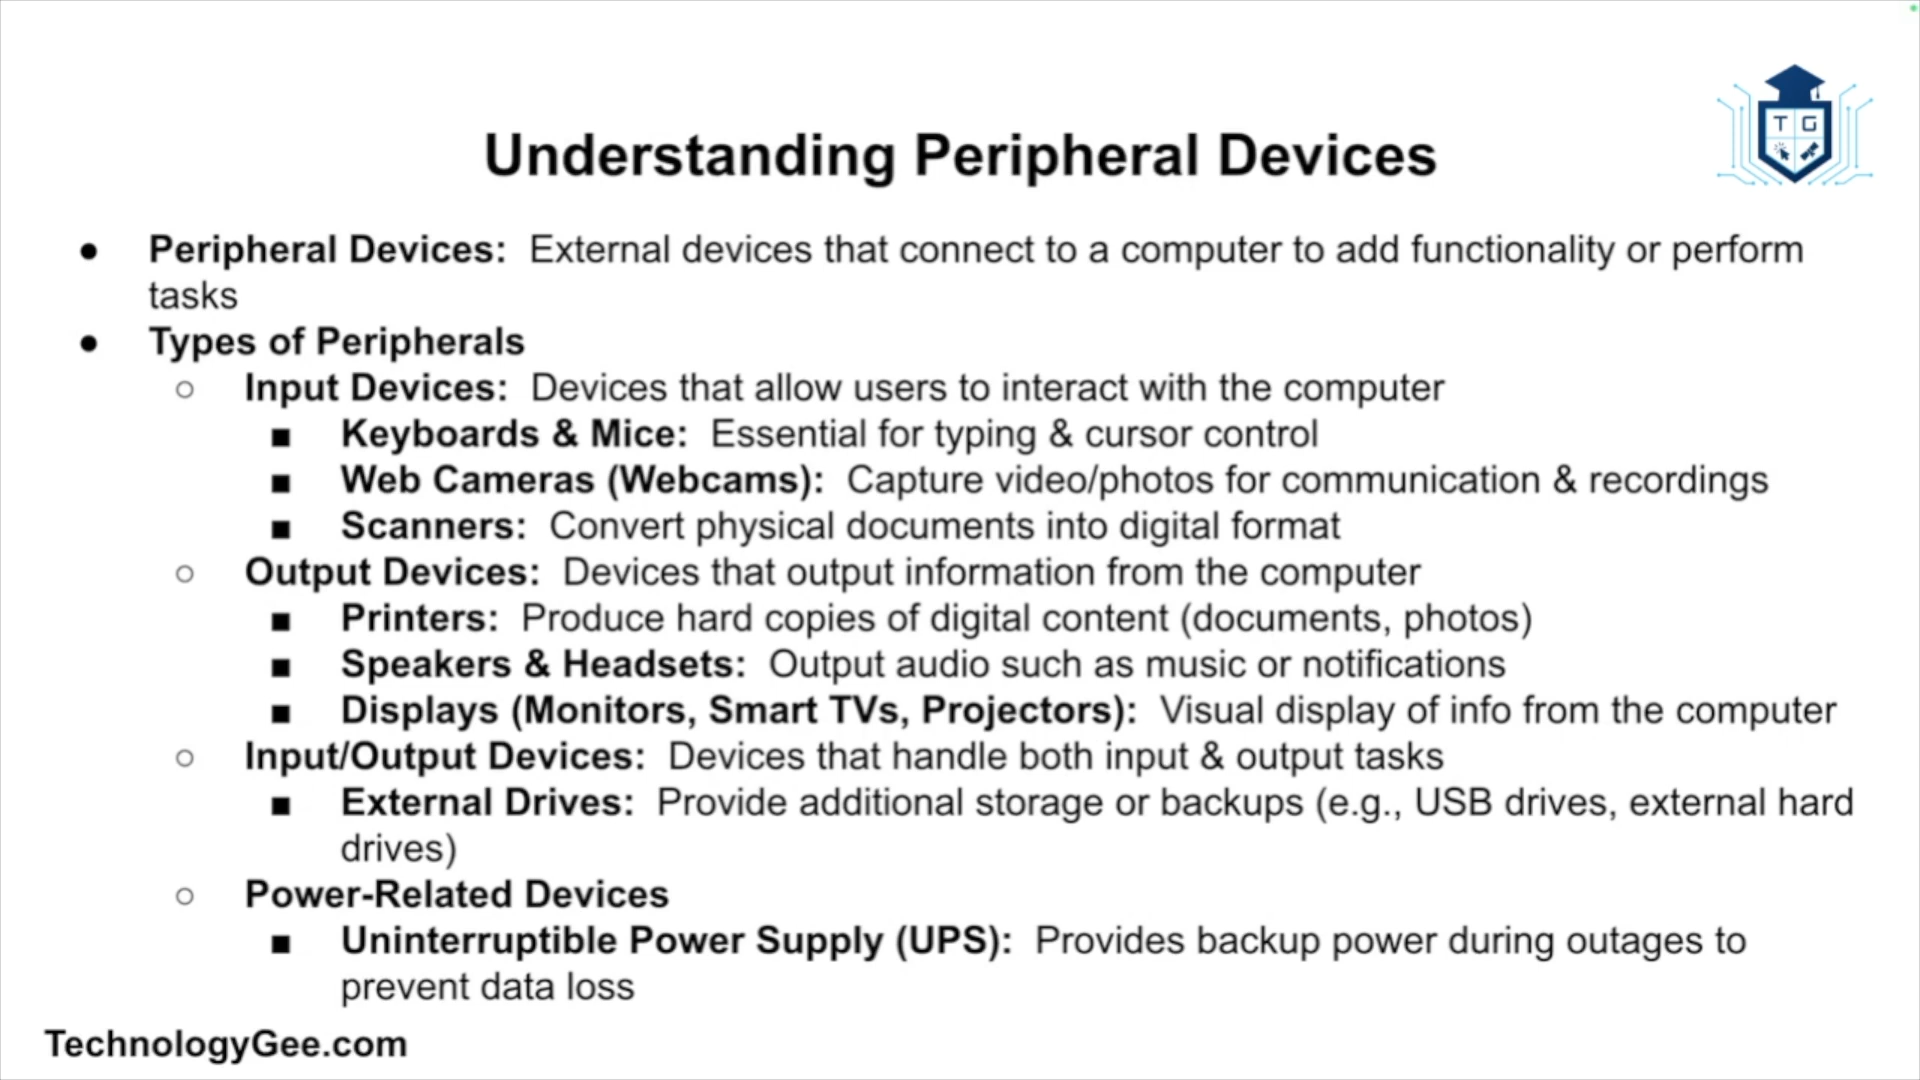 T G
Understanding Peripheral Devices
● Peripheral Devices: External devices that connect to a computer to add functionality or perform
tasks
● Types of Peripherals
○ Input Devices: Devices that allow users to interact with the computer
■ Keyboards & Mice: Essential for typing & cursor control
■ Web Cameras (Webcams): Capture video/photos for communication & recordings
■ Scanners: Convert physical documents into digital format
○ Output Devices: Devices that output information from the computer
■ Printers: Produce hard copies of digital content (documents, photos)
■ Speakers & Headsets: Output audio such as music or notifications
■ Displays (Monitors, Smart TVs, Projectors): Visual display of info from the computer
○ Input/Output Devices: Devices that handle both input & output tasks
■ External Drives: Provide additional storage or backups (e.g., USB drives, external hard
drives)
○ Power-Related Devices
■ Uninterruptible Power Supply (UPS): Provides backup power during outages to
prevent data loss
TechnologyGee.com